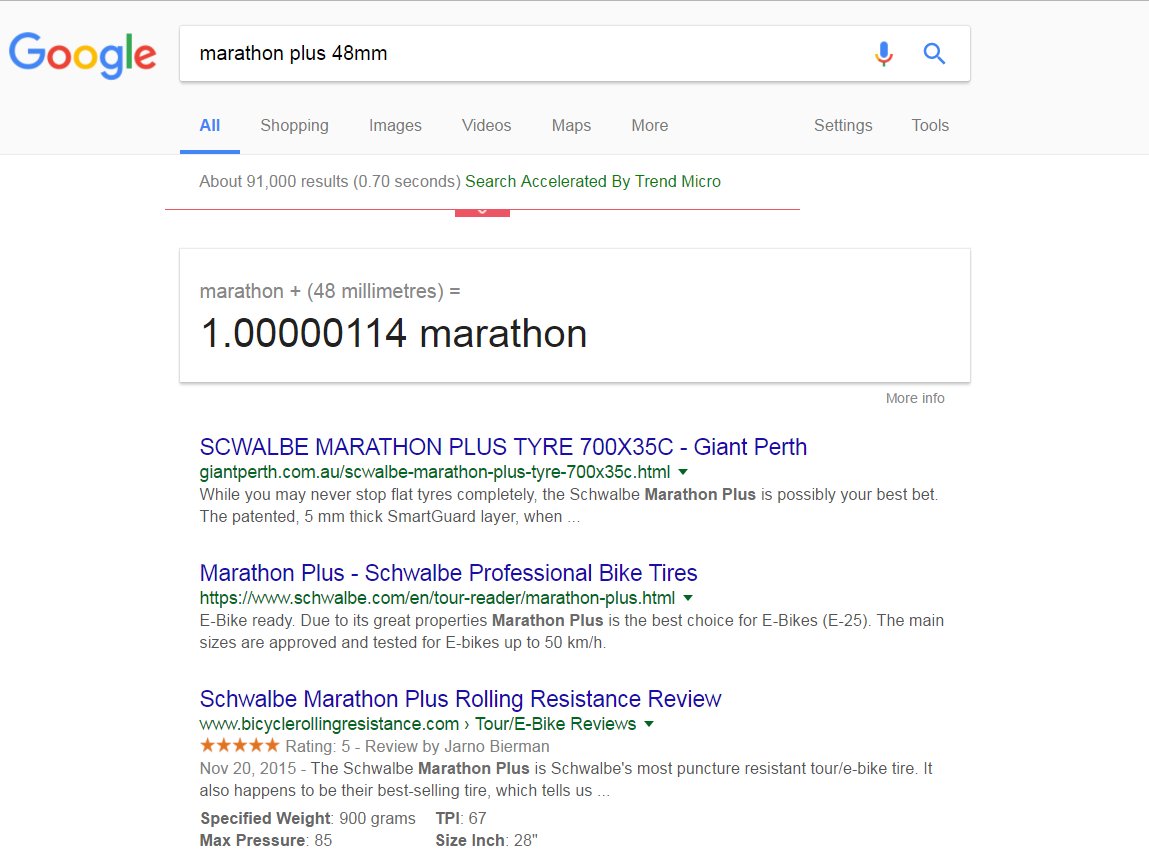 Google
marathon plus 48mm
All Shopping Images Videos Maps More Settings Tools
About 91,000 results (0.70 seconds) Search Accelerated By Trend Micro
marathon + (48 millimetres) =
1.00000114 marathon
More info
SCWALBE MARATHON PLUS TYRE 700X35C - Giant Perth
giantperth.com.au/scwalbe-marathon-plus-tyre-700x35c.html
While you may never stop flat tyres completely, the Schwalbe Marathon Plus is possibly your best bet.
The patented, 5 mm thick SmartGuard layer, when ...
Marathon Plus - Schwalbe Professional Bike Tires
https://www.schwalbe.com/en/tour-reader/marathon-plus.html
E-Bike ready. Due to its great properties Marathon Plus is the best choice for E-Bikes (E-25). The main
sizes are approved and tested for E-bikes up to 50 km/h.
Schwalbe Marathon Plus Rolling Resistance Review
www.bicyclerollingresistance.com › Tour/E-Bike Reviews
Rating: 5 - Review by Jarno Bierman
Nov 20, 2015 - The Schwalbe Marathon Plus is Schwalbe's most puncture resistant tour/e-bike tire. It
also happens to be their best-selling tire, which tells us ...
Specified Weight: 900 grams TPI: 67
Max Pressure: 85 Size Inch: 28"